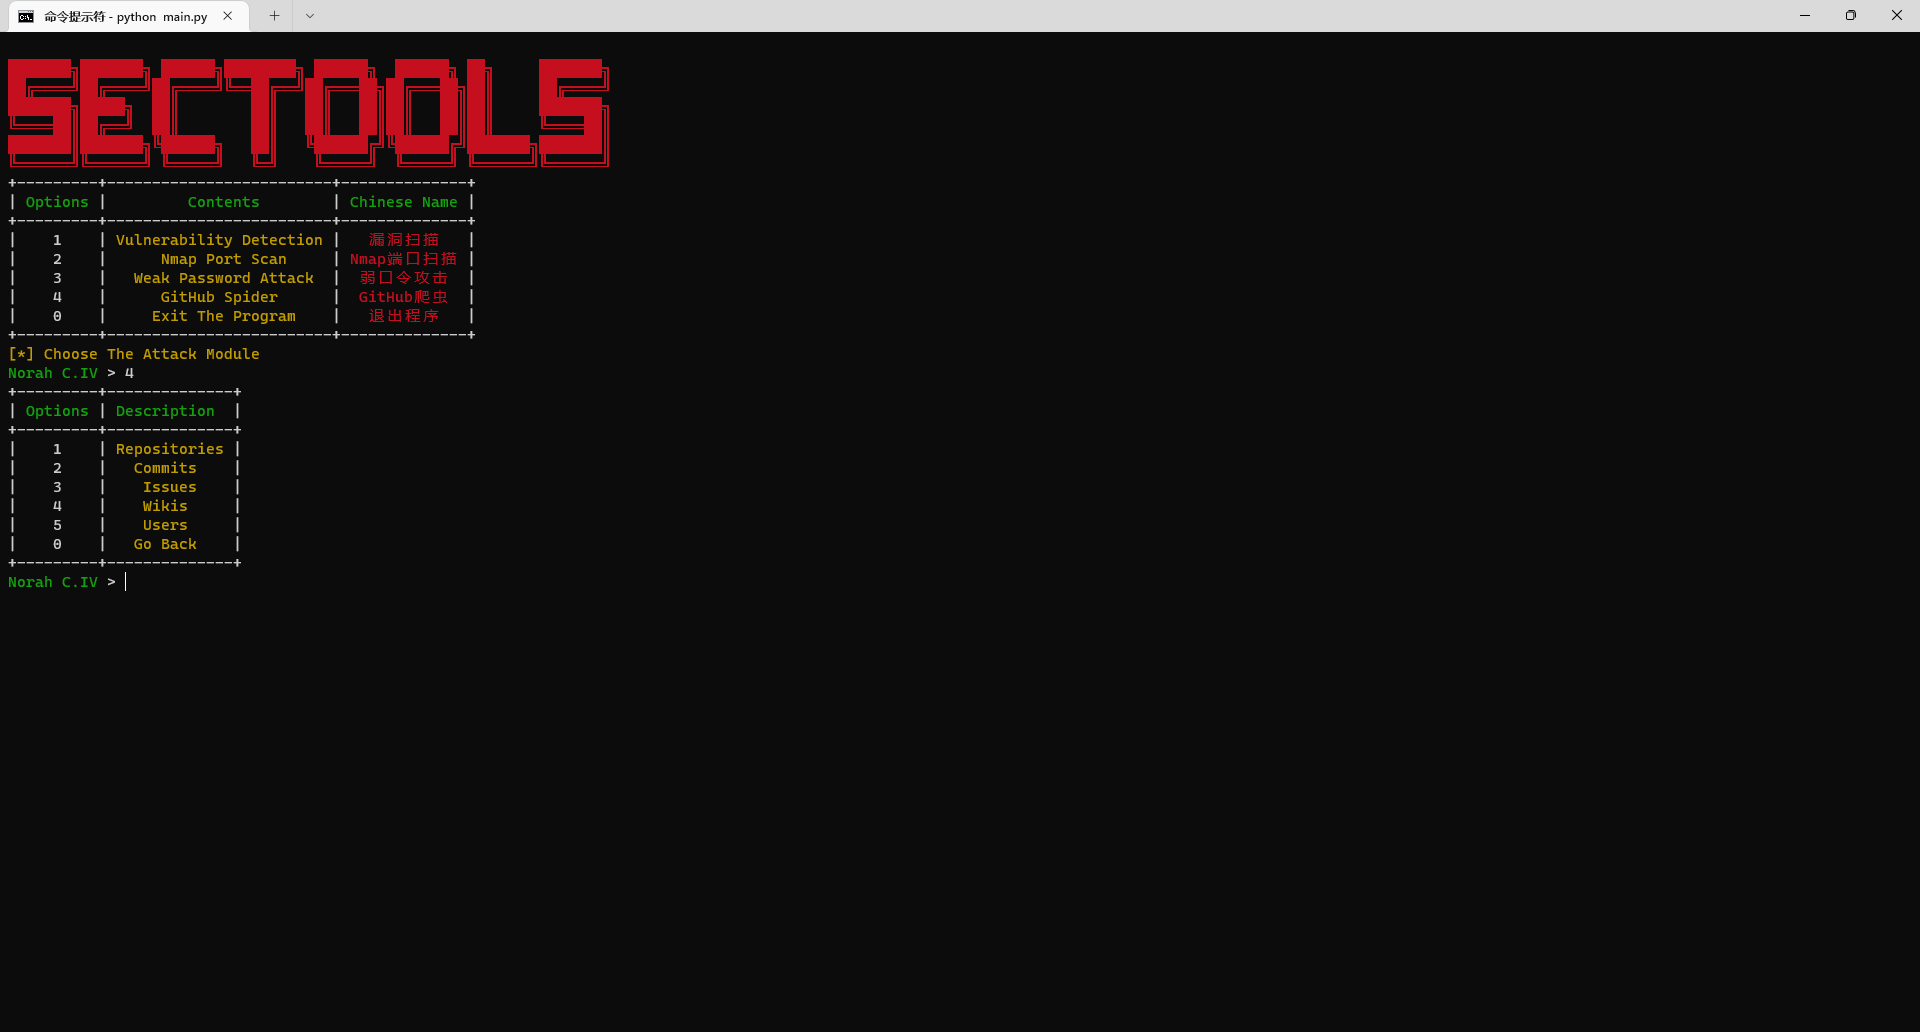 命令提示符 - python  main.py
SECTOOLS
+---------+-------------------------+--------------+
| Options |         Contents        | Chinese Name |
+---------+-------------------------+--------------+
|    1    | Vulnerability Detection |   漏洞扫描   |
|    2    |      Nmap Port Scan     | Nmap端口扫描 |
|    3    |   Weak Password Attack  |  弱口令攻击  |
|    4    |      GitHub Spider      |  GitHub爬虫  |
|    0    |     Exit The Program    |   退出程序   |
+---------+-------------------------+--------------+
[*] Choose The Attack Module
Norah C.IV > 4
+---------+--------------+
| Options | Description  |
+---------+--------------+
|    1    | Repositories |
|    2    |   Commits    |
|    3    |    Issues    |
|    4    |    Wikis     |
|    5    |    Users     |
|    0    |   Go Back    |
+---------+--------------+
Norah C.IV >